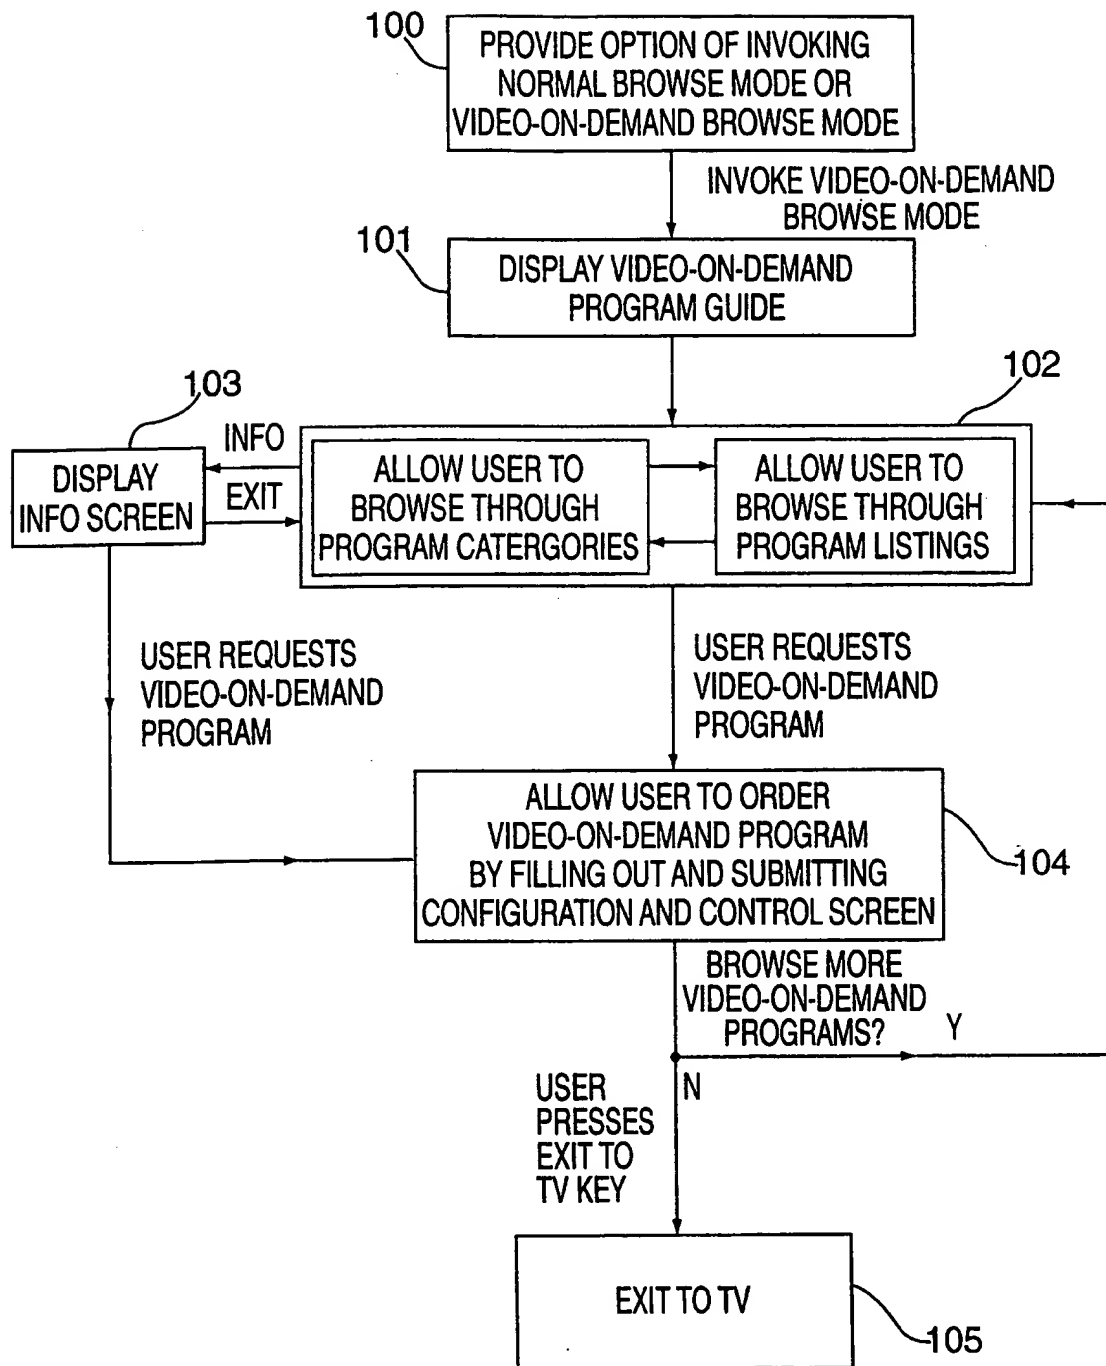 100
PROVIDE OPTION OF INVOKING
NORMAL BROWSE MODE OR
VIDEO-ON-DEMAND BROWSE MODE
INVOKE VIDEO-ON-DEMAND
BROWSE MODE
101
DISPLAY VIDEO-ON-DEMAND
PROGRAM GUIDE
102
103
INFO
EXIT
DISPLAY
INFO SCREEN
ALLOW USER TO
BROWSE THROUGH
PROGRAM CATERGORIES
ALLOW USER TO
BROWSE THROUGH
PROGRAM LISTINGS
USER REQUESTS
VIDEO-ON-DEMAND
PROGRAM
USER REQUESTS
VIDEO-ON-DEMAND
PROGRAM
ALLOW USER TO ORDER
VIDEO-ON-DEMAND PROGRAM
BY FILLING OUT AND SUBMITTING
CONFIGURATION AND CONTROL SCREEN
104
BROWSE MORE
VIDEO-ON-DEMAND
PROGRAMS?
Y
N
USER
PRESSES
EXIT TO
TV KEY
EXIT TO TV
105